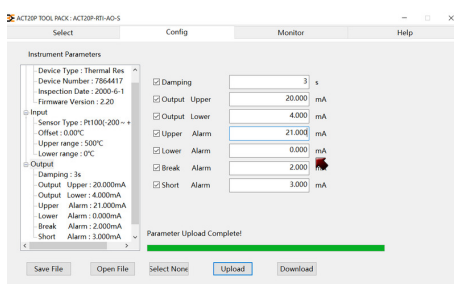 ACT20P TOOL PACK : ACT20P-RTI-AO-S
Select Config Monitor Help
Instrument Parameters
Device Type : Thermal Res
Device Number : 7864417
Inspection Date : 2000-6-1
Firmware Version : 2.20
Input
Sensor Type : Pt100(-200~+
Offset : 0.00℃
Upper range : 500℃
Lower range : 0℃
Output
Damping : 3s
Output Upper : 20.000mA
Output Lower : 4.000mA
Upper Alarm : 21.000mA
Lower Alarm : 0.000mA
Break Alarm : 2.000mA
Short Alarm : 3.000mA
Damping 3 s
Output Upper 20.000 mA
Output Lower 4.000 mA
Upper Alarm 21.000 mA
Lower Alarm 0.000 mA
Break Alarm 2.000 mA
Short Alarm 3.000 mA
Parameter Upload Complete!
Save File Open File Select None Upload Download